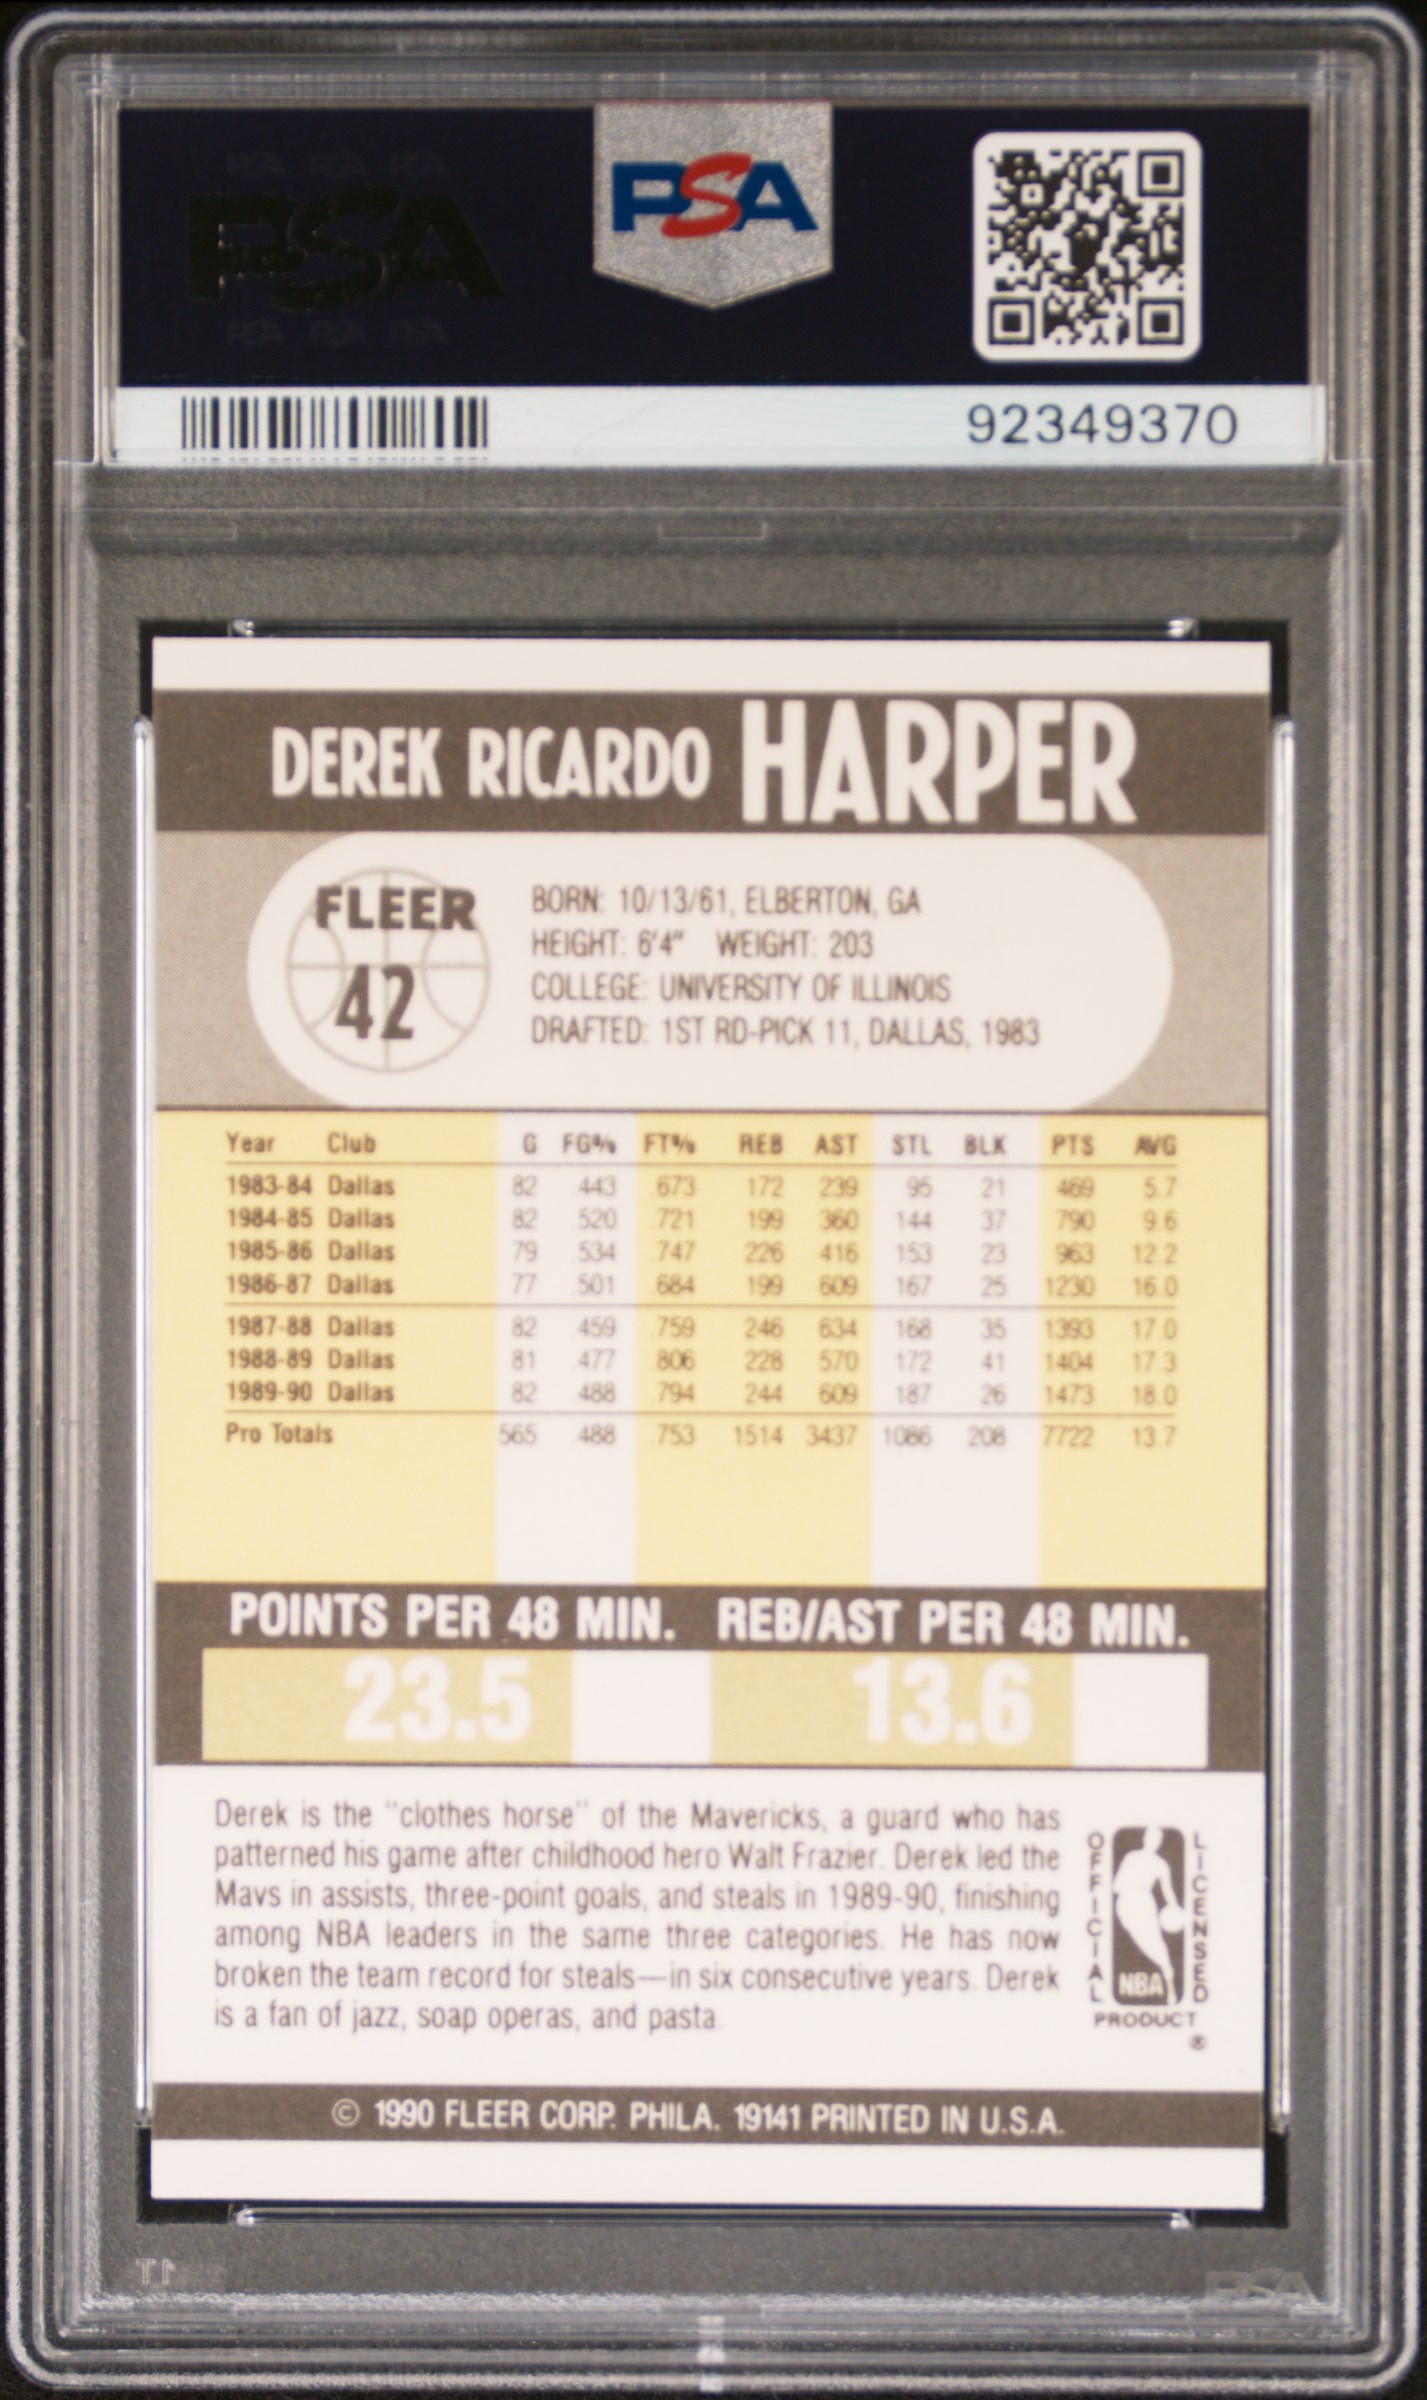 PSA PSA PSA
PSA
PSA PSA PSA
PSA
92349370
DEREK RICARDO HARPER
FLEER
42
BORN: 10/13/61, ELBERTON, GA
HEIGHT: 6'4" WEIGHT: 203
COLLEGE: UNIVERSITY OF ILLINOIS
DRAFTED: 1ST RD-PICK 11, DALLAS, 1983
Year Club G FG% FT% REB AST STL BLK PTS AVG
1983-84 Dallas 82 .443 .673 172 239 95 21 469 5.7
1984-85 Dallas 82 .520 .721 199 360 144 37 790 9.6
1985-86 Dallas 79 .534 .747 226 416 153 23 963 12.2
1986-87 Dallas 77 .501 .684 199 609 167 25 1230 16.0
1987-88 Dallas 82 .459 .759 246 634 168 35 1393 17.0
1988-89 Dallas 81 .477 .806 228 570 172 41 1404 17.3
1989-90 Dallas 82 .488 .794 244 609 187 26 1473 18.0
Pro Totals 565 .488 .753 1514 3437 1086 208 7722 13.7
POINTS PER 48 MIN. REB/AST PER 48 MIN.
23.5 13.6
Derek is the "clothes horse" of the Mavericks, a guard who has
patterned his game after childhood hero Walt Frazier. Derek led the
Mavs in assists, three-point goals, and steals in 1989-90, finishing
among NBA leaders in the same three categories. He has now
broken the team record for steals—in six consecutive years. Derek
is a fan of jazz, soap operas, and pasta.
OFFICIAL LICENSED
NBA
PRODUCT
®
© 1990 FLEER CORP. PHILA. 19141 PRINTED IN U.S.A.
PSA